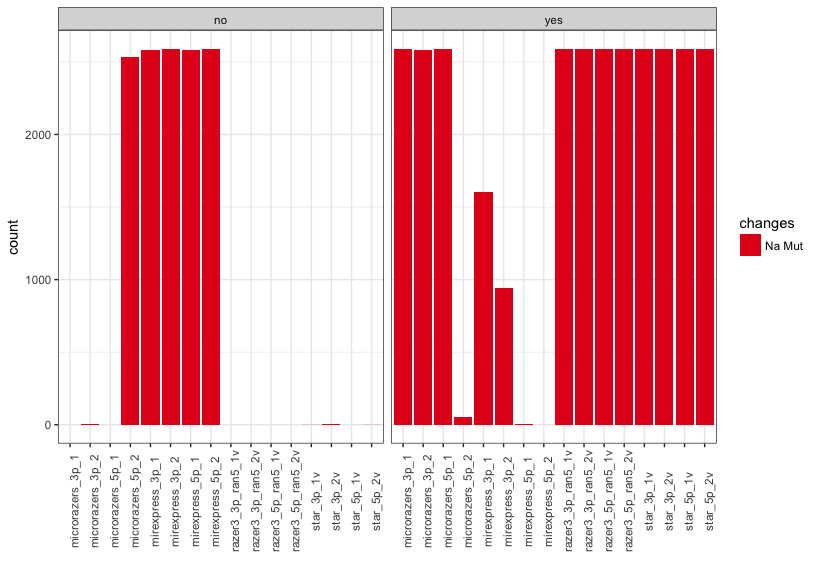 no
yes
count
2000
1000
0
microrazers_3p_1
microrazers_3p_2
microrazers_5p_1
microrazers_5p_2
mirexpress_3p_1
mirexpress_3p_2
mirexpress_5p_1
mirexpress_5p_2
razer3_3p_ran5_1v
razer3_3p_ran5_2v
razer3_5p_ran5_1v
razer3_5p_ran5_2v
star_3p_1v
star_3p_2v
star_5p_1v
star_5p_2v
microrazers_3p_1
microrazers_3p_2
microrazers_5p_1
microrazers_5p_2
mirexpress_3p_1
mirexpress_3p_2
mirexpress_5p_1
mirexpress_5p_2
razer3_3p_ran5_1v
razer3_3p_ran5_2v
razer3_5p_ran5_1v
razer3_5p_ran5_2v
star_3p_1v
star_3p_2v
star_5p_1v
star_5p_2v
changes
Na Mut